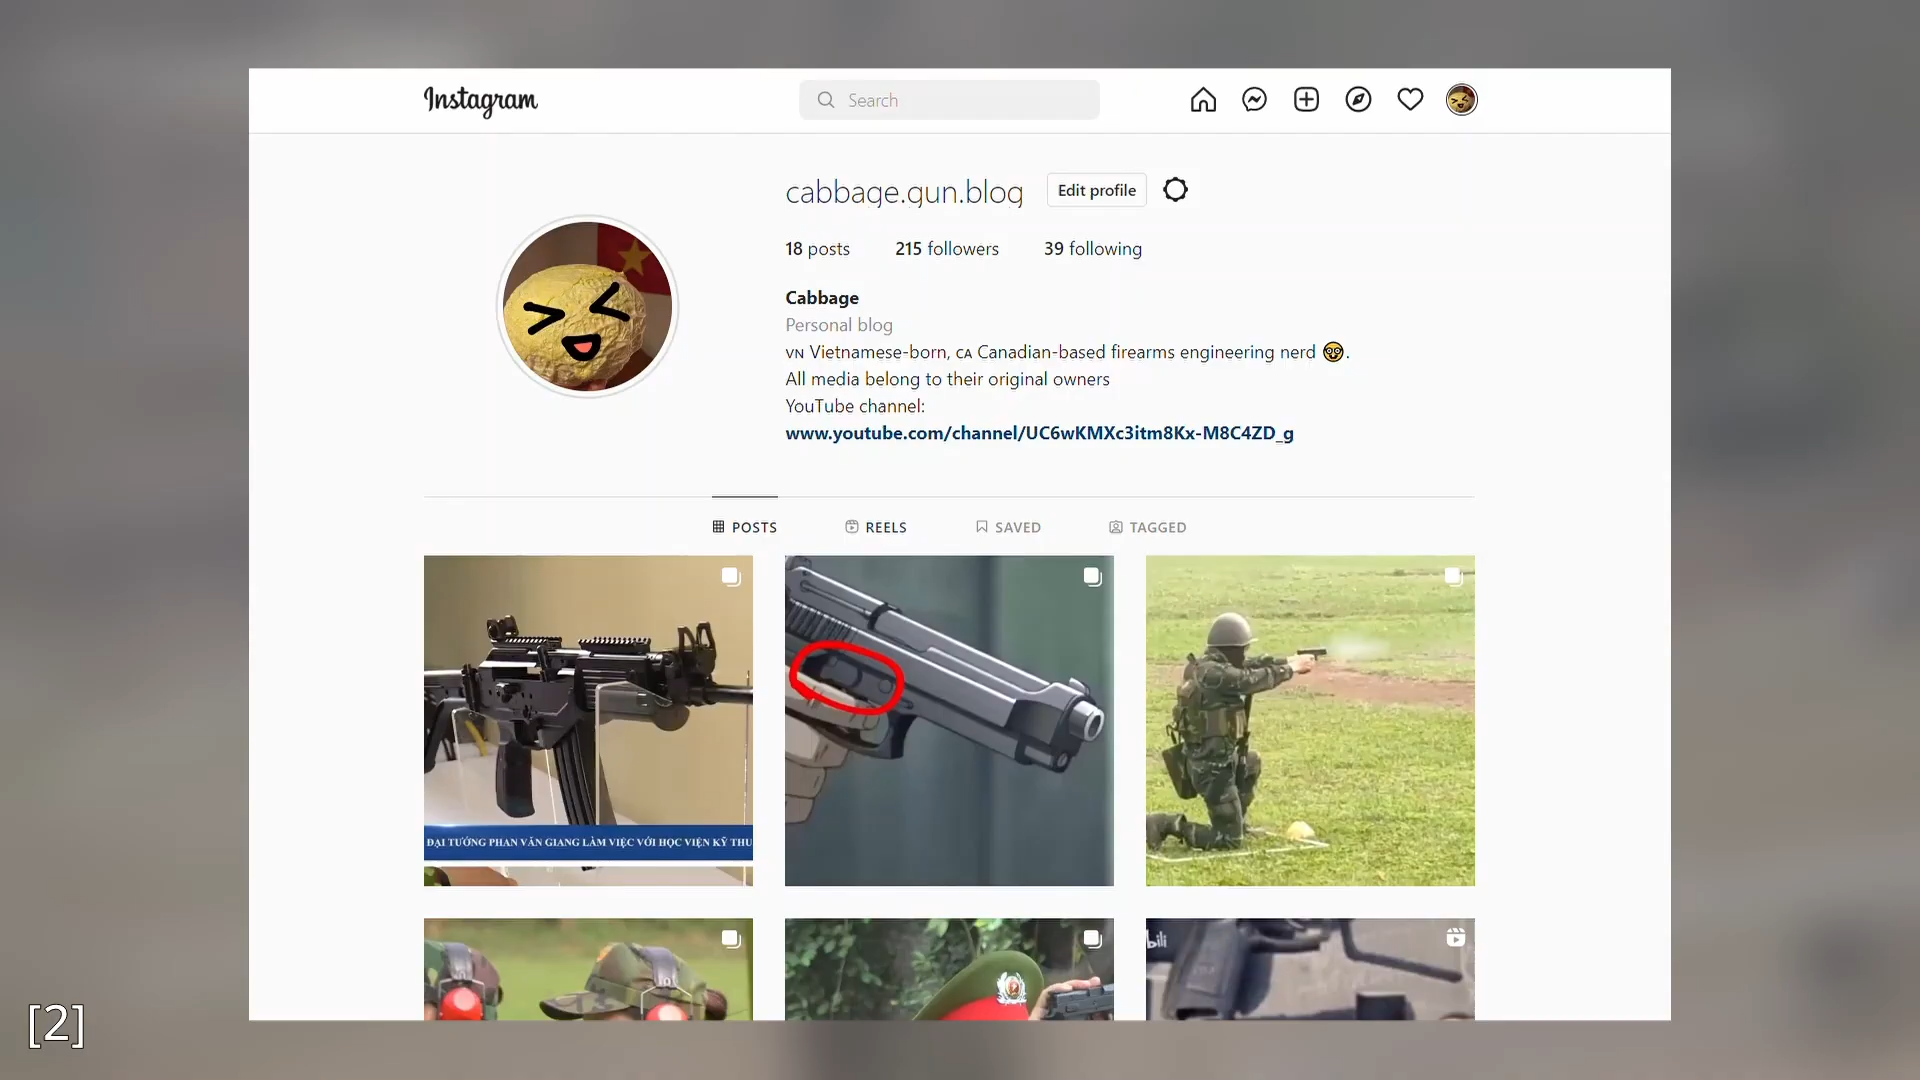 Instagram
Search
cabbage.gun.blog
Edit profile
18 posts
215 followers
39 following
Cabbage
Personal blog
VN Vietnamese-born, CA Canadian-based firearms engineering nerd 🤓.
All media belong to their original owners
YouTube channel:
www.youtube.com/channel/UC6wKMXc3itm8Kx-M8C4ZD_g
POSTS
REELS
SAVED
TAGGED
ĐẠI TƯỚNG PHAN VĂN GIANG LÀM VIỆC VỚI HỌC VIỆN KỸ THU
bili
[2]